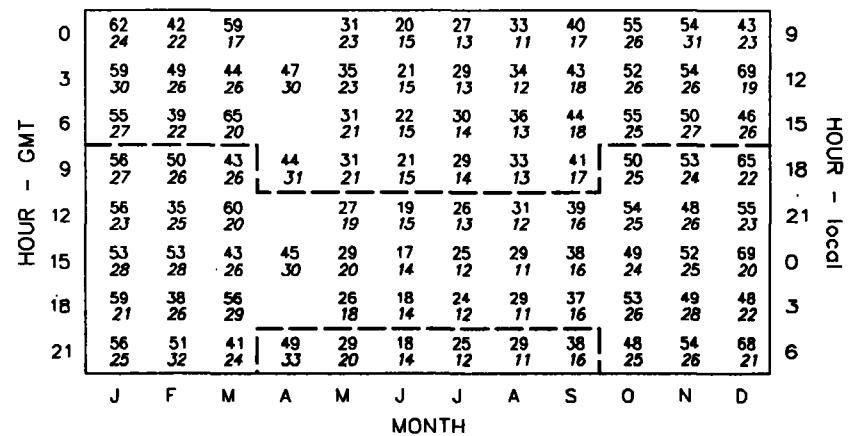 0 62 42 59 31 20 27 33 40 55 54 43 9
24 22 17 23 15 13 11 17 26 31 23
3 59 49 44 47 35 21 29 34 43 52 54 69 12
30 26 26 30 23 15 13 12 18 26 26 19
6 55 39 65 31 22 30 36 44 55 50 46 15
27 22 20 21 15 14 13 18 25 27 26
9 56 50 43 44 31 21 29 33 41 50 53 65 18
27 26 26 31 21 15 14 13 17 25 24 22
12 56 35 60 27 19 26 31 39 54 48 55 21
23 25 20 19 15 13 12 16 25 26 23
15 53 53 43 45 29 17 25 29 38 49 52 69 0
28 28 26 30 20 14 12 11 16 24 25 20
18 59 38 56 26 18 24 29 37 53 49 48 3
21 26 29 18 14 12 11 16 26 28 22
21 56 51 41 49 29 18 25 29 38 48 54 68 6
25 32 24 33 20 14 12 11 16 25 26 21
J F M A M J J A S O N D
MONTH
HOUR - GMT
HOUR - local